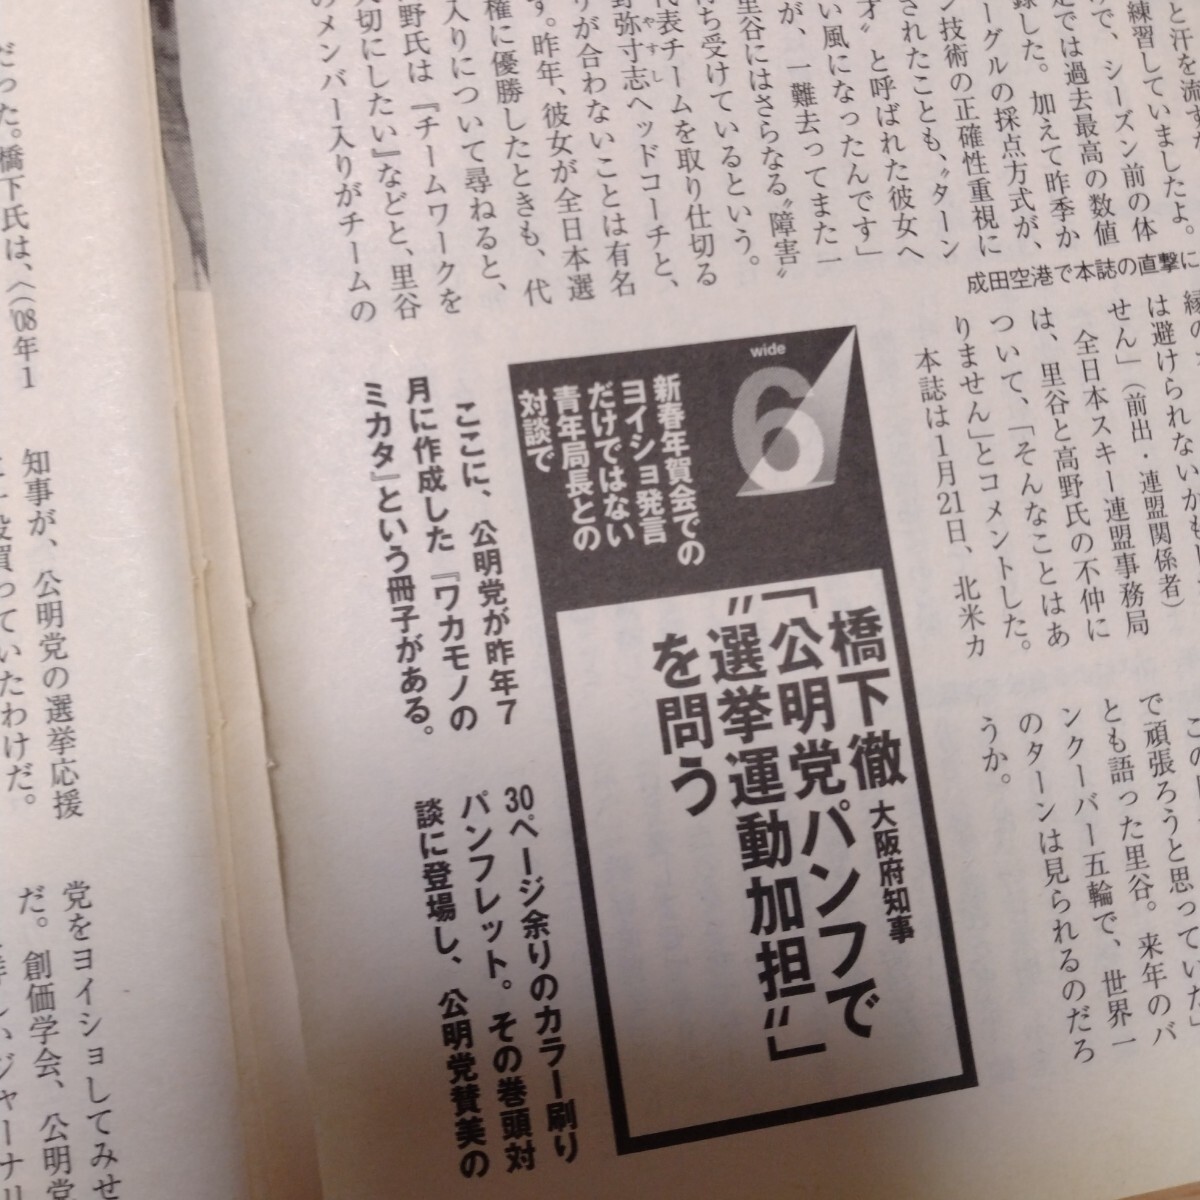 と汗を流す
練習していましたよ。
で、シーズン前の体
定では過去最高の数値
録した。加えて昨季か
ーグルの採点方式が、
ン技術の正確性重視に
されたことも、〝ターン
才〟と呼ばれた彼女へ
い風になったんです」
が、一難去ってまた一
里谷にはさらなる〝障害〟
ち受けているという。
代表チームを取り仕切る
野弥寸志ヘッドコーチと、
やすし
りが合わないことは有名
す。昨年、彼女が全日本選
権に優勝したときも、代
入りについて尋ねると、
野氏は『チームワークを
大切にしたい』などと、里谷
のメンバー入りがチームの
成田空港で本誌の直撃に
縁の
は避けられないかも
せん」(前出・連盟関係者)
全日本スキー連盟事務局
は、里谷と高野氏の不仲に
ついて、「そんなことはあ
りません」とコメントした。
本誌は1月21日、北米カ
で頑張ろうと思っていた」
とも語った里谷。来年のバ
ンクーバー五輪で、世界一
のターンは見られるのだろ
うか。
wide
6
新春年賀会での
ヨイショ発言
だけではない
青年局長との
対談で
橋下徹 大阪府知事
「公明党パンフで
〝選挙運動加担〟」
を問う
ここに、公明党が昨年7
月に作成した『ワカモノの
ミカタ』という冊子がある。
30ページ余りのカラー刷り
パンフレット。その巻頭対
談に登場し、公明党賛美の
だった。橋下氏は、〈('08年1
知事が、公明党の選挙応援
に一役買っていたわけだ。
党をヨイショしてみせ
だ。創価学会、公明党
しいジャーナリ